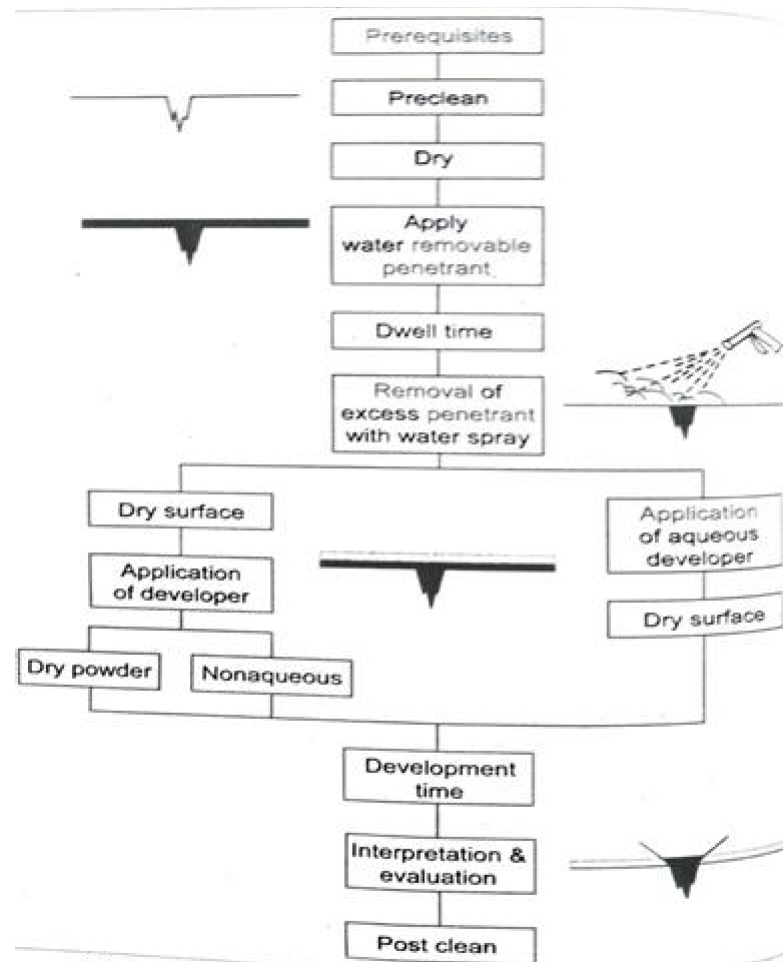 Prerequisites
Preclean
Dry
Apply
water removable
penetrant
Dwell time
Removal of
excess penetrant
with water spray
Dry surface
Application
of developer
Dry powder
Nonaqueous
Application
of aqueous
developer
Dry surface
Development
time
Interpretation &
evaluation
Post clean